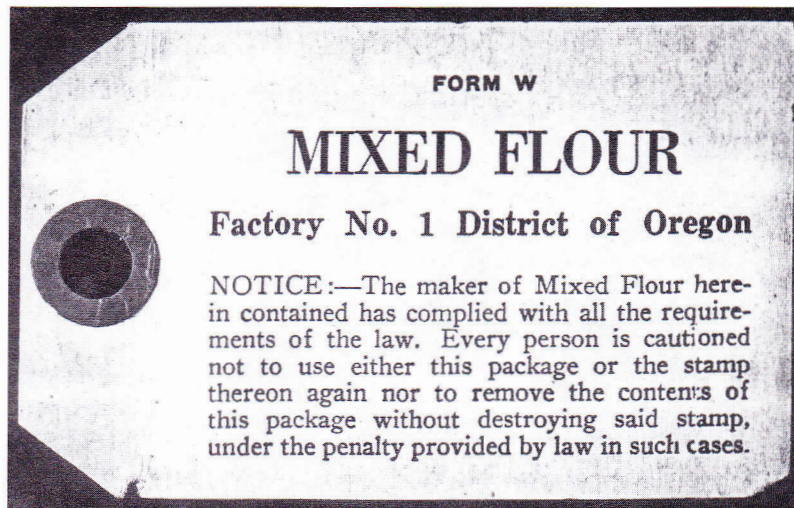 FORM W
MIXED FLOUR
Factory No. 1 District of Oregon
NOTICE:—The maker of Mixed Flour here-
in contained has complied with all the require-
ments of the law. Every person is cautioned
not to use either this package or the stamp
thereon again nor to remove the contents of
this package without destroying said stamp,
under the penalty provided by law in such cases.